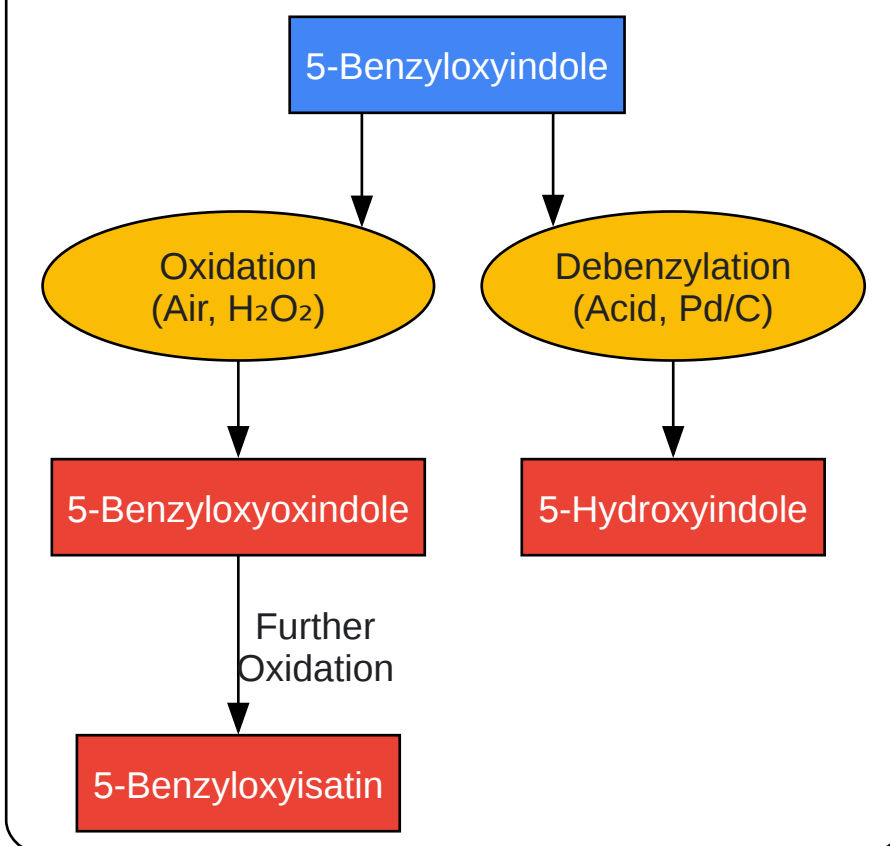 5-Benzyloxyindole
Oxidation
(Air, H₂O₂)
Debenzylation
(Acid, Pd/C)
5-Benzyloxyoxindole
5-Hydroxyindole
Further
Oxidation
5-Benzyloxyisatin